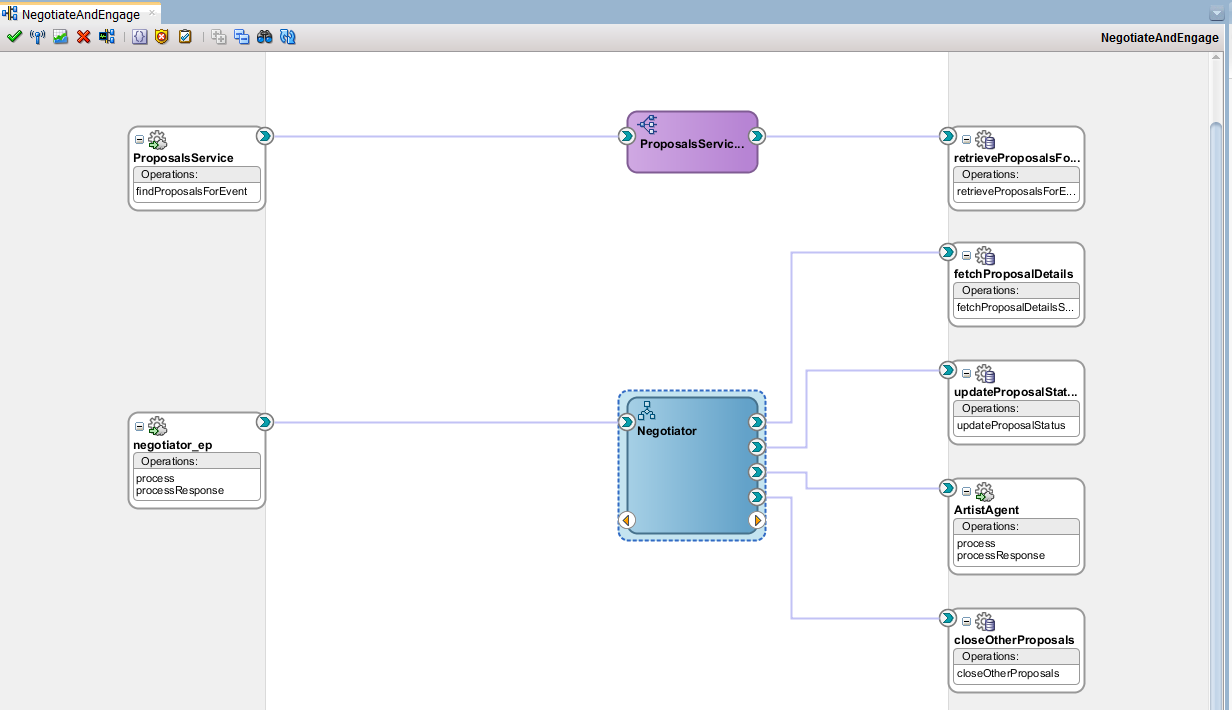 NegotiateAndEngage
NegotiateAndEngage
ProposalsService
Operations:
findProposalsForEvent
ProposalsServic...
retrieveProposalsFo...
Operations:
retrieveProposalsForE...
fetchProposalDetails
Operations:
fetchProposalDetailsS...
updateProposalStat...
Operations:
updateProposalStatus
negotiator_ep
Operations:
process
processResponse
Negotiator
ArtistAgent
Operations:
process
processResponse
closeOtherProposals
Operations:
closeOtherProposals